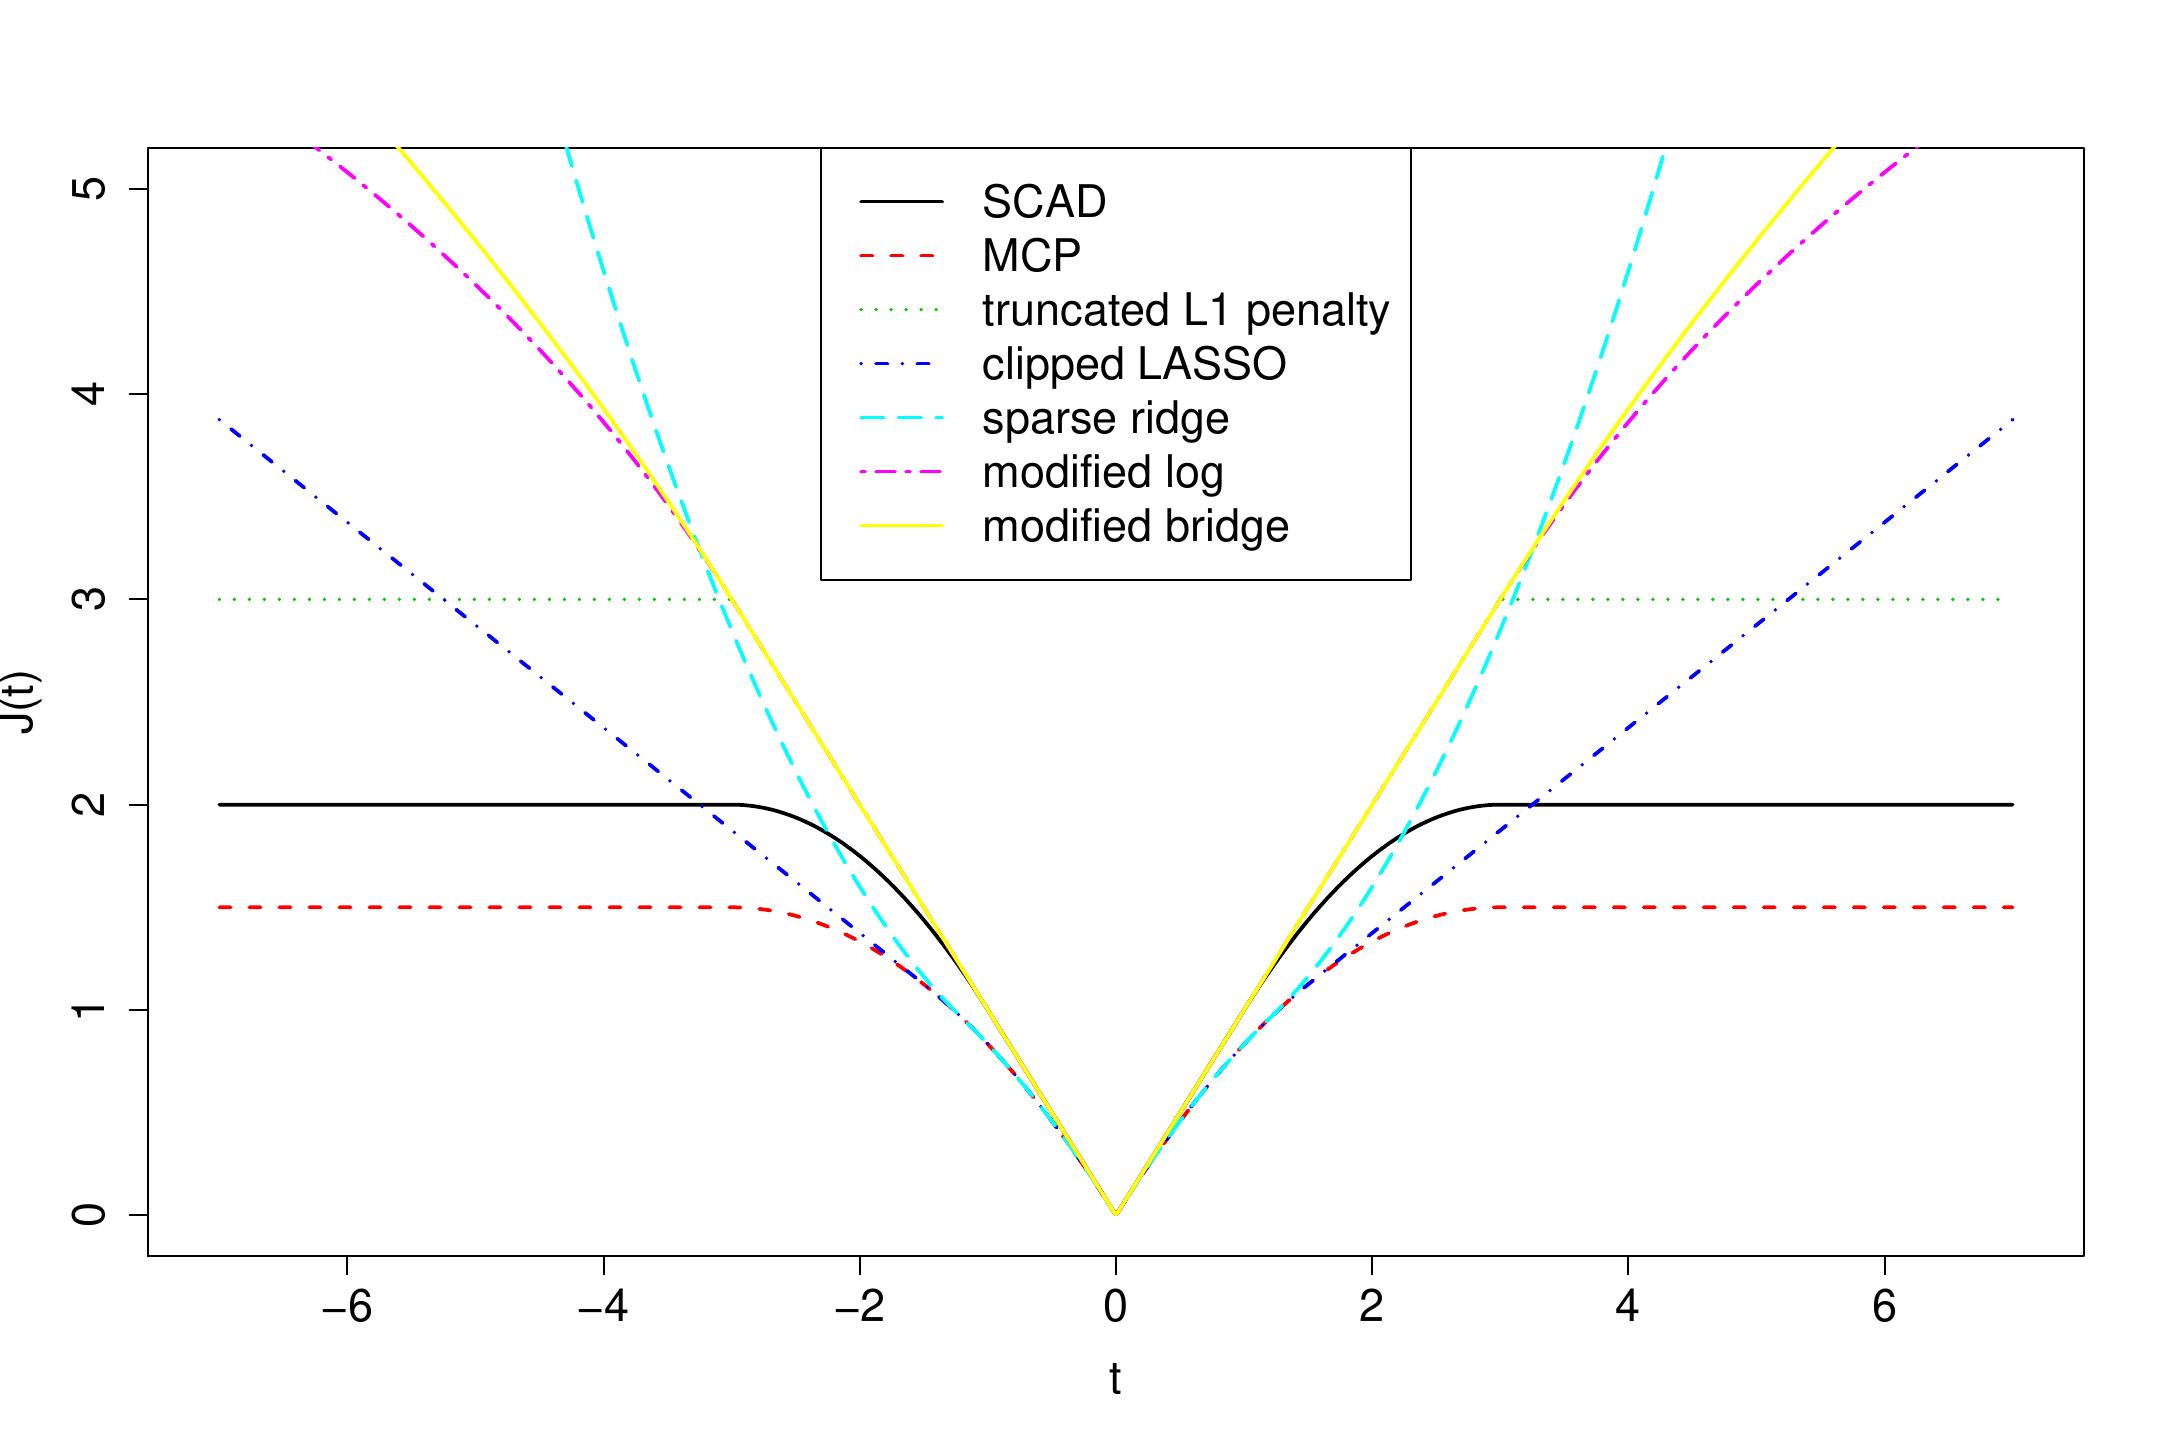 SCAD
MCP
truncated L1 penalty
clipped LASSO
sparse ridge
modified log
modified bridge
J(t)
5
4
3
2
1
0
−6 −4 −2 0 2 4 6
t